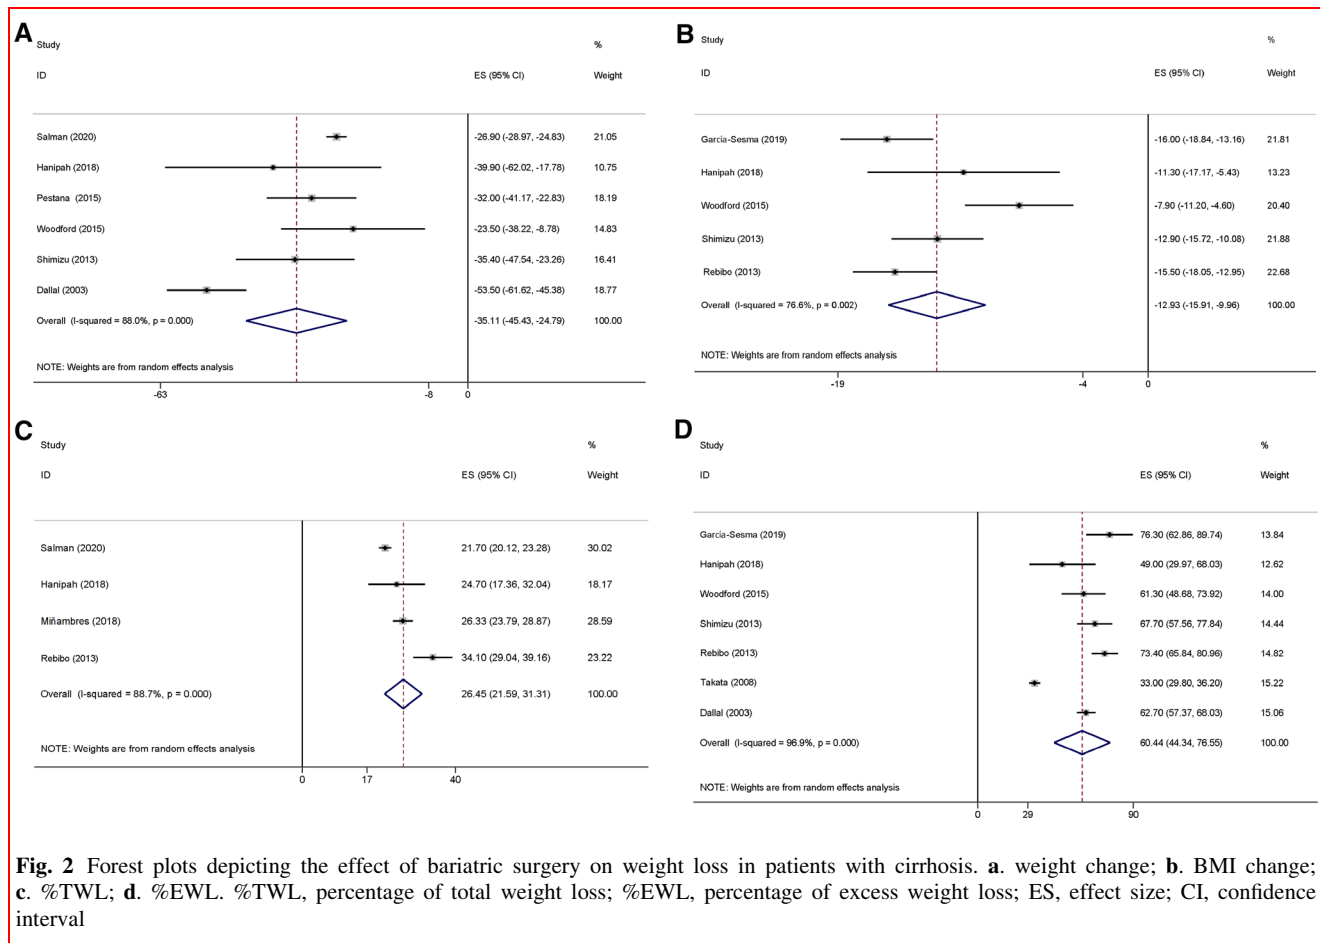 A
Study %
ID ES (95% CI) Weight
Salman (2020) -26.90 (-28.97, -24.83) 21.05
Hanipah (2018) -39.90 (-62.02, -17.78) 10.75
Pestana (2015) -32.00 (-41.17, -22.83) 18.19
Woodford (2015) -23.50 (-38.22, -8.78) 14.83
Shimizu (2013) -35.40 (-47.54, -23.26) 16.41
Dallal (2003) -53.50 (-61.62, -45.38) 18.77
Overall (I-squared = 88.0%, p = 0.000) -35.11 (-45.43, -24.79) 100.00
NOTE: Weights are from random effects analysis
-63 -8 0
B
Study %
ID ES (95% CI) Weight
García-Sesma (2019) -16.00 (-18.84, -13.16) 21.81
Hanipah (2018) -11.30 (-17.17, -5.43) 13.23
Woodford (2015) -7.90 (-11.20, -4.60) 20.40
Shimizu (2013) -12.90 (-15.72, -10.08) 21.88
Rebibo (2013) -15.50 (-18.05, -12.95) 22.68
Overall (I-squared = 76.6%, p = 0.002) -12.93 (-15.91, -9.96) 100.00
NOTE: Weights are from random effects analysis
-19 -4 0
C
Study %
ID ES (95% CI) Weight
Salman (2020) 21.70 (20.12, 23.28) 30.02
Hanipah (2018) 24.70 (17.36, 32.04) 18.17
Miñambres (2018) 26.33 (23.79, 28.87) 28.59
Rebibo (2013) 34.10 (29.04, 39.16) 23.22
Overall (I-squared = 88.7%, p = 0.000) 26.45 (21.59, 31.31) 100.00
NOTE: Weights are from random effects analysis
0 17 40
D
Study %
ID ES (95% CI) Weight
García-Sesma (2019) 76.30 (62.86, 89.74) 13.84
Hanipah (2018) 49.00 (29.97, 68.03) 12.62
Woodford (2015) 61.30 (48.68, 73.92) 14.00
Shimizu (2013) 67.70 (57.56, 77.84) 14.44
Rebibo (2013) 73.40 (65.84, 80.96) 14.82
Takata (2008) 33.00 (29.80, 36.20) 15.22
Dallal (2003) 62.70 (57.37, 68.03) 15.06
Overall (I-squared = 96.9%, p = 0.000) 60.44 (44.34, 76.55) 100.00
NOTE: Weights are from random effects analysis
0 29 90
Fig. 2 Forest plots depicting the effect of bariatric surgery on weight loss in patients with cirrhosis. a. weight change; b. BMI change;
c. %TWL; d. %EWL. %TWL, percentage of total weight loss; %EWL, percentage of excess weight loss; ES, effect size; CI, confidence
interval